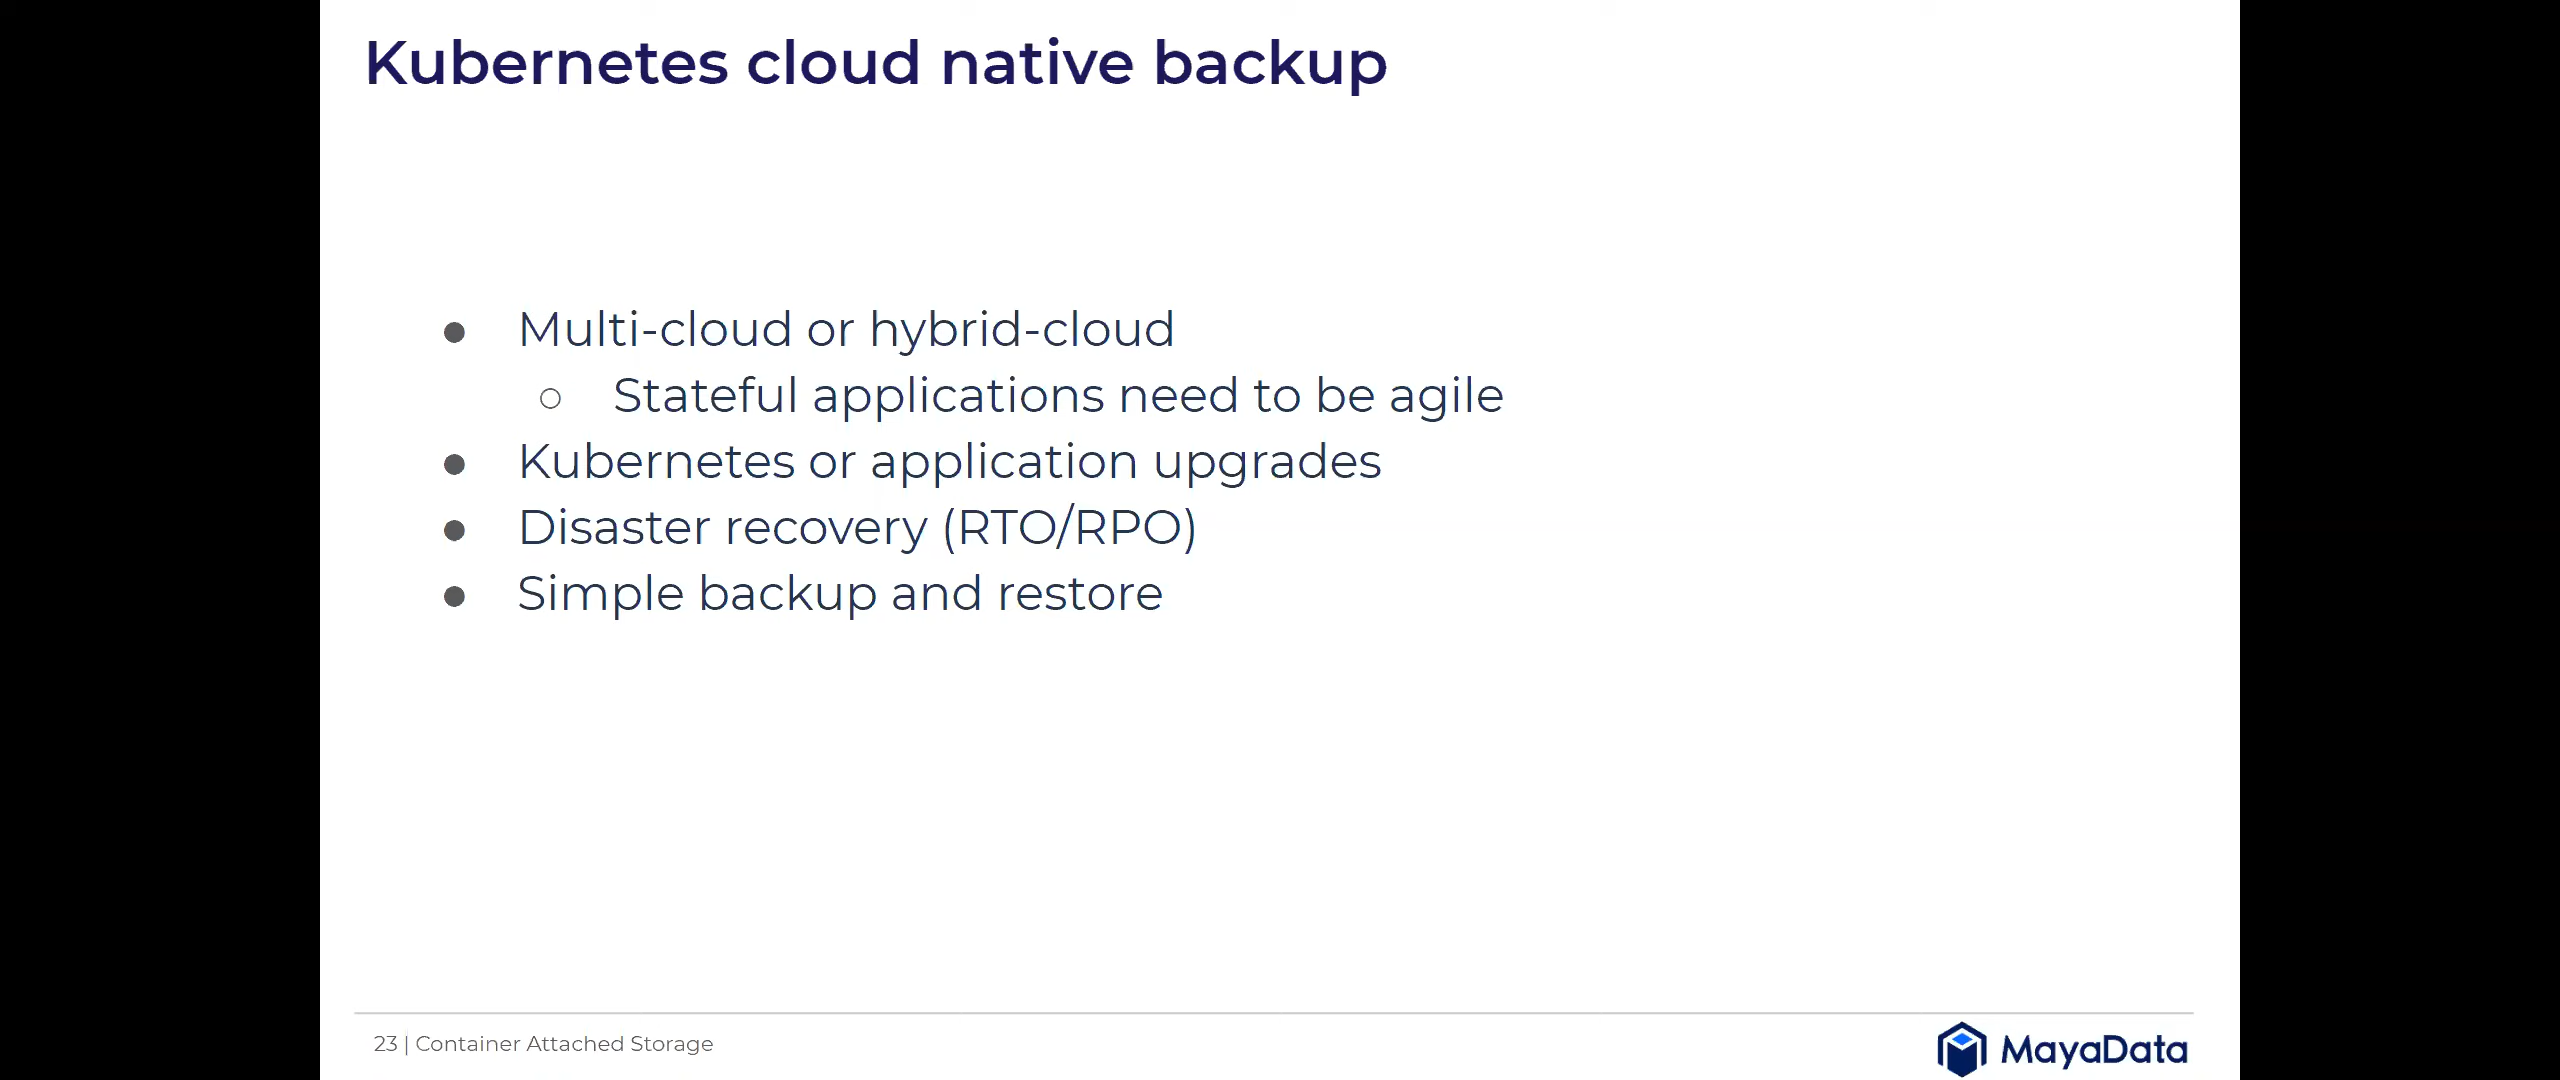 Kubernetes cloud native backup
● Multi-cloud or hybrid-cloud
○ Stateful applications need to be agile
● Kubernetes or application upgrades
● Disaster recovery (RTO/RPO)
● Simple backup and restore
23 | Container Attached Storage
MayaData